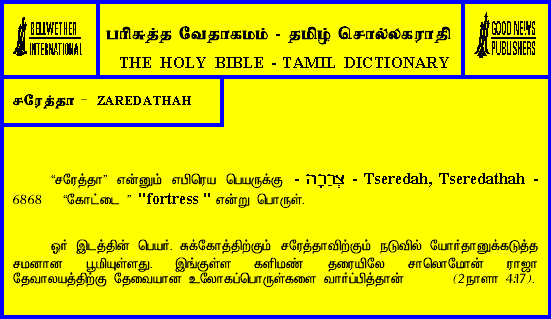 BELLWETHER
INTERNATIONAL
பரிசுத்த வேதாகமம் - தமிழ் சொல்லகராதி
THE HOLY BIBLE - TAMIL DICTIONARY
GOOD NEWS
PUBLISHERS
சரேத்தா - ZAREDATHAH
“சரேத்தா” என்னும் எபிரெய பெயருக்கு - צְרֵדָה - Tseredah, Tseredathah -
6868 “கோட்டை ” "fortress " என்று பொருள்.
ஓர் இடத்தின் பெயர். சுக்கோத்திற்கும் சரேத்தாவிற்கும் நடுவில் யோர்தானுக்கடுத்த
சமனான பூமியுள்ளது. இங்குள்ள களிமண் தரையிலே சாலொமோன் ராஜா
தேவாலயத்திற்கு தேவையான உலோகப்பொருள்களை வார்ப்பித்தான் (2நாளா 4:17).